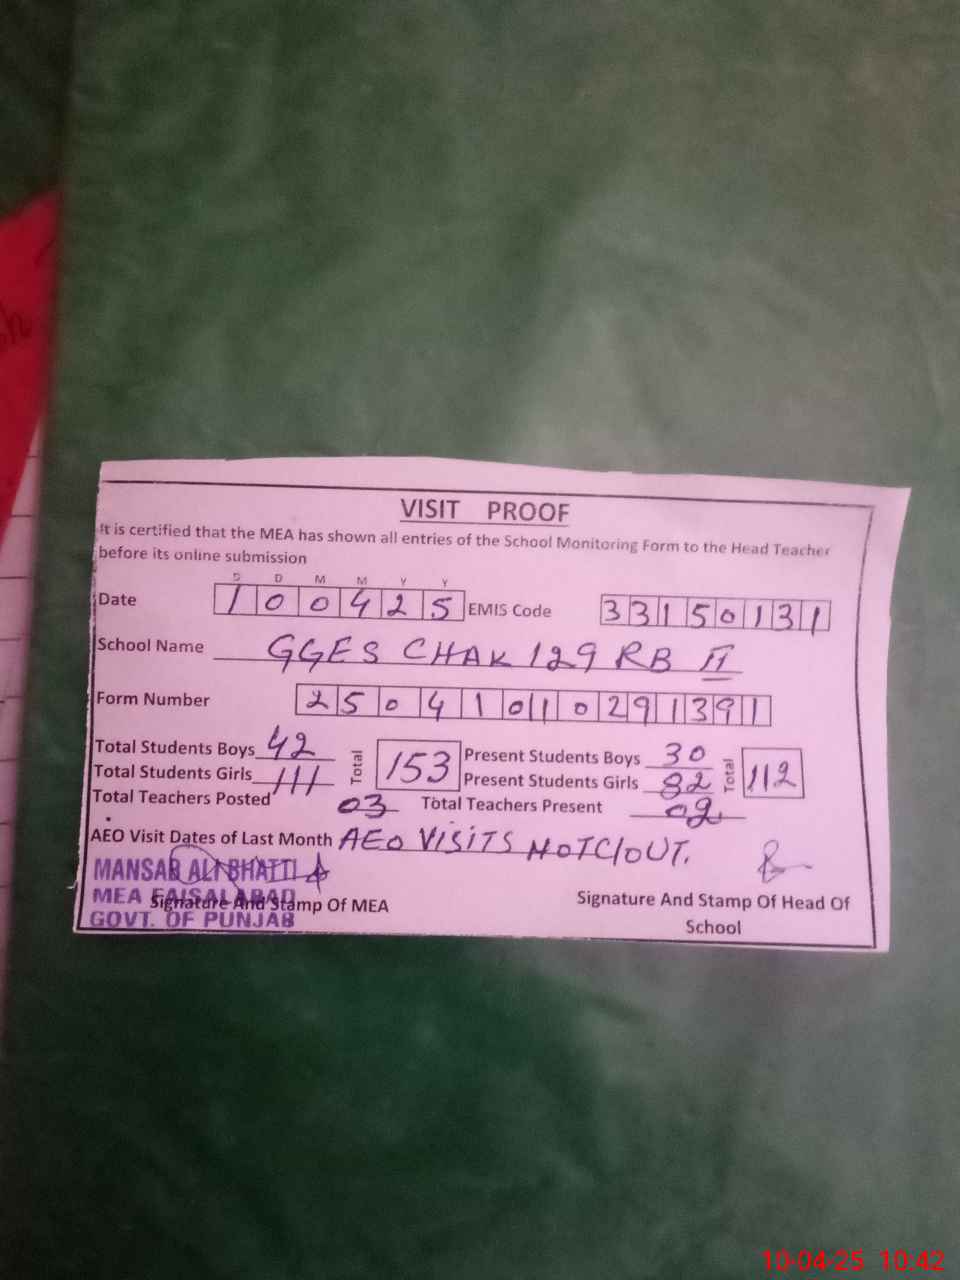 VISIT PROOF
It is certified that the MEA has shown all entries of the School Monitoring Form to the Head Teacher
before its online submission
D D M M Y Y
Date 1 0 0 4 2 5 EMIS Code 3 3 1 5 0 1 3 1
School Name GGES CHAK 129 RB II
Form Number 2 5 0 4 1 0 1 0 2 9 1 3 9 1
Total Students Boys 42 Total 153 Present Students Boys 30 Total 112
Total Students Girls 111 Present Students Girls 82
Total Teachers Posted 03 Total Teachers Present 02
AEO Visit Dates of Last Month AEO VISITS NOT C/OUT.
MANSAB ALI BHATTI
MEA FAISALABAD
GOVT. OF PUNJAB
Signature And Stamp Of MEA
Signature And Stamp Of Head Of
School
10-04-25 10:42